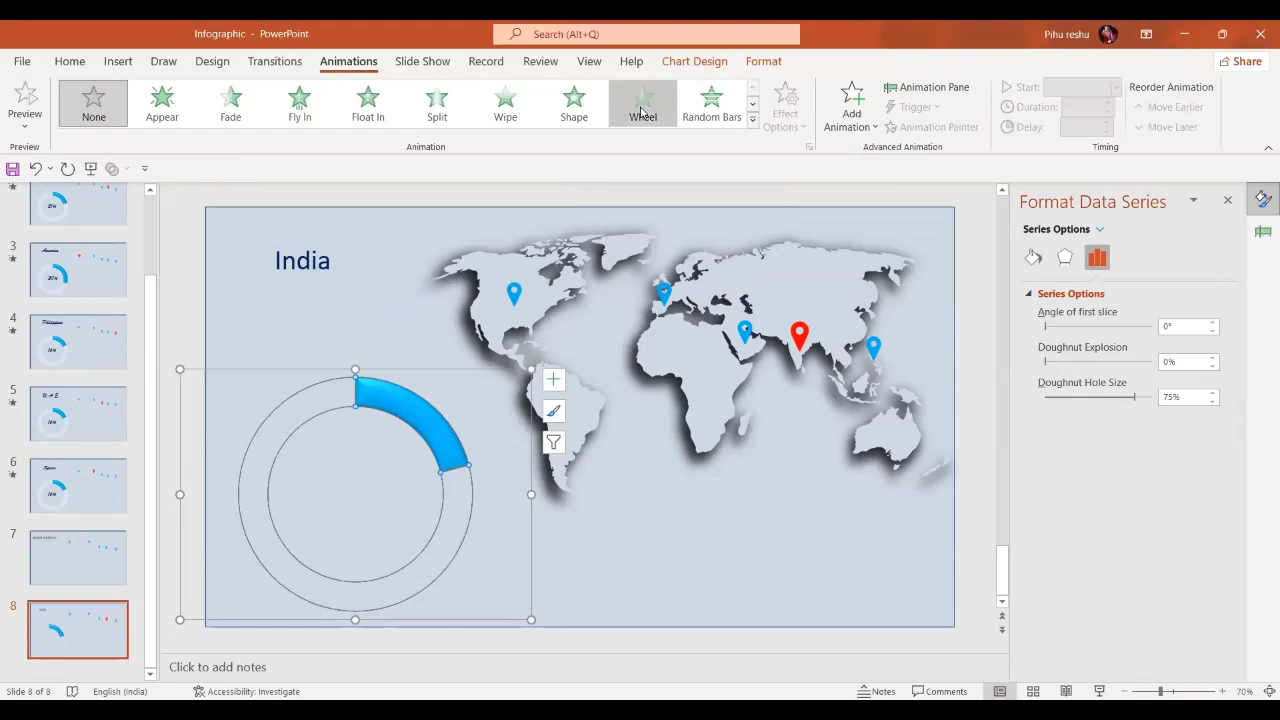 Infographic - PowerPoint
Search (Alt+Q)
Pihu reshu
File Home Insert Draw Design Transitions Animations Slide Show Record Review View Help Chart Design Format Share
Preview
None
Appear
Fade
Fly In
Float In
Split
Wipe
Shape
Wheel
Random Bars
Effect
Options
Add
Animation
Animation Pane
Trigger
Animation Painter
Start:
Duration:
Delay:
Reorder Animation
Move Earlier
Move Later
Preview
Animation
Advanced Animation
Timing
3
4
5
6
7
8
India
Format Data Series
Series Options
Series Options
Angle of first slice
0°
Doughnut Explosion
0%
Doughnut Hole Size
75%
Click to add notes
Slide 8 of 8
English (India)
Accessibility: Investigate
Notes
Comments
70%